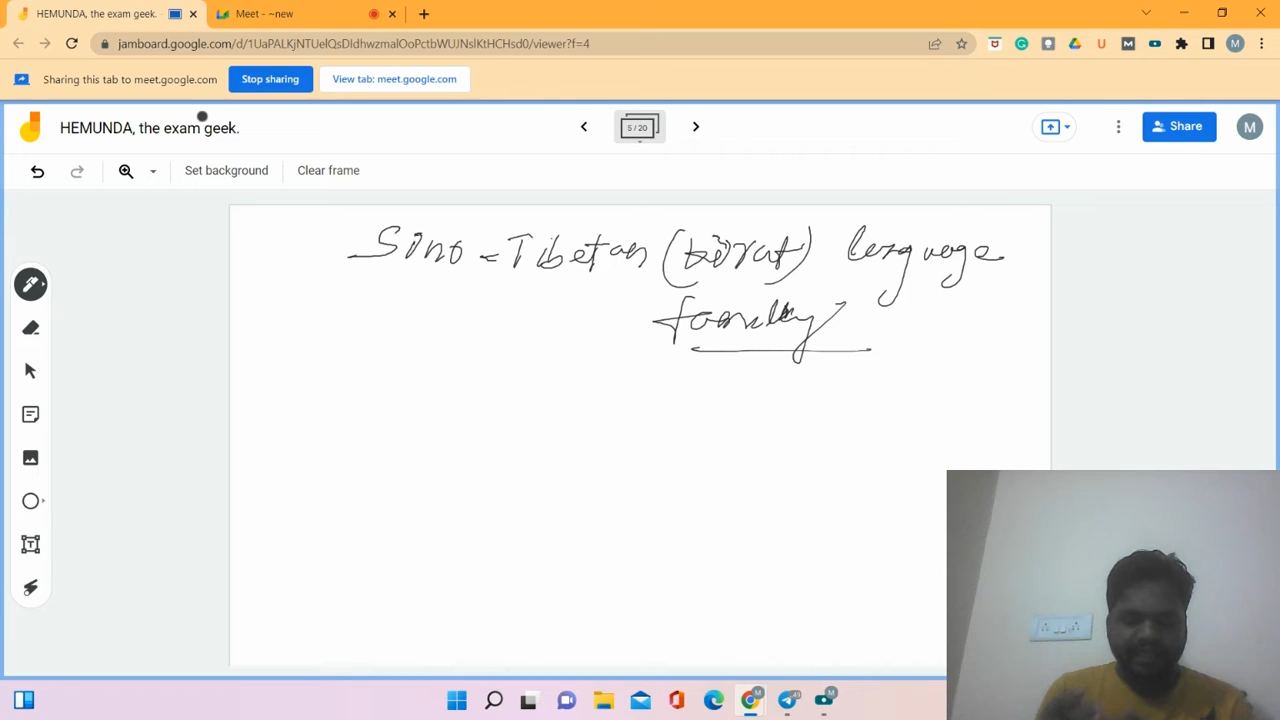 HEMUNDA, the exam geek.
Meet - ~new
jamboard.google.com/d/1UaPALKjNTUelQsDIdhwzmalOoPctbWUJNslKtHCHsd0/viewer?f=4
M
Sharing this tab to meet.google.com
Stop sharing
View tab: meet.google.com
HEMUNDA, the exam geek.
5 / 20
Share
M
Set background
Clear frame
Sino - Tibetan ( ) language
family